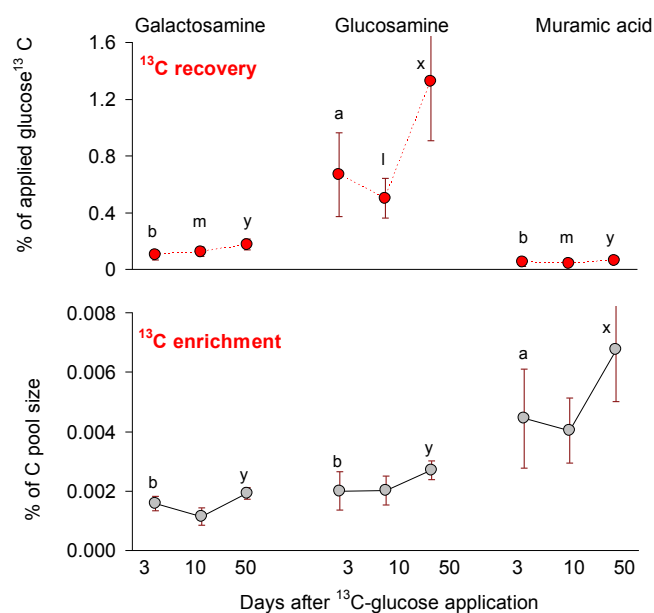 Galactosamine Glucosamine Muramic acid
1.6
¹³C recovery
x
1.2
a
% of applied glucose¹³ C
0.8
l
0.4
b m y b m y
0
0.008
¹³C enrichment
x
a
0.006
% of C pool size
0.004
b y b y
0.002
0.000
3 10 50 3 10 50 3 10 50
Days after ¹³C-glucose application